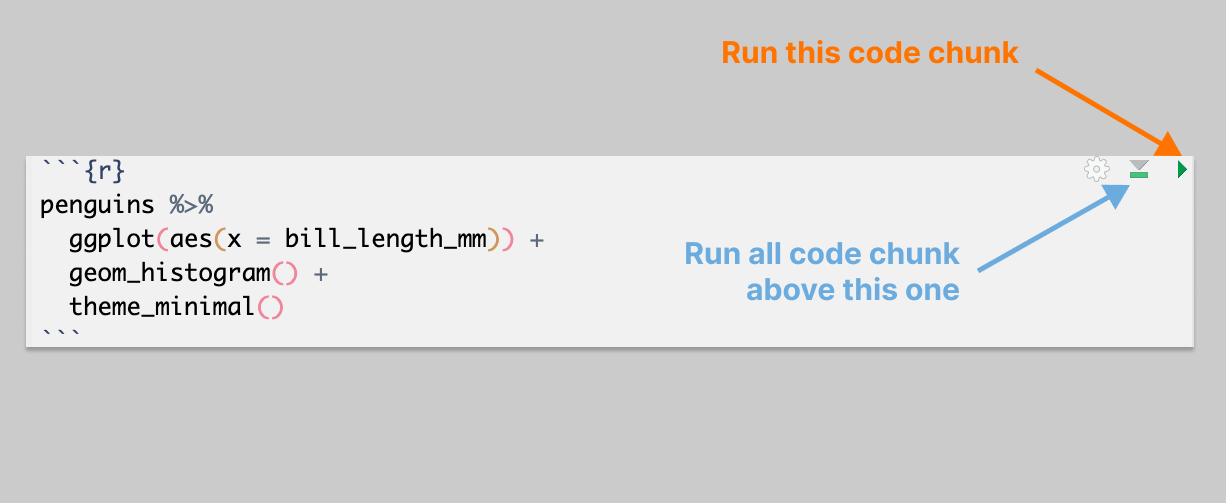 Run this code chunk
```{r}
penguins %>%
  ggplot(aes(x = bill_length_mm)) +
  geom_histogram() +
  theme_minimal()
```
Run all code chunk
above this one